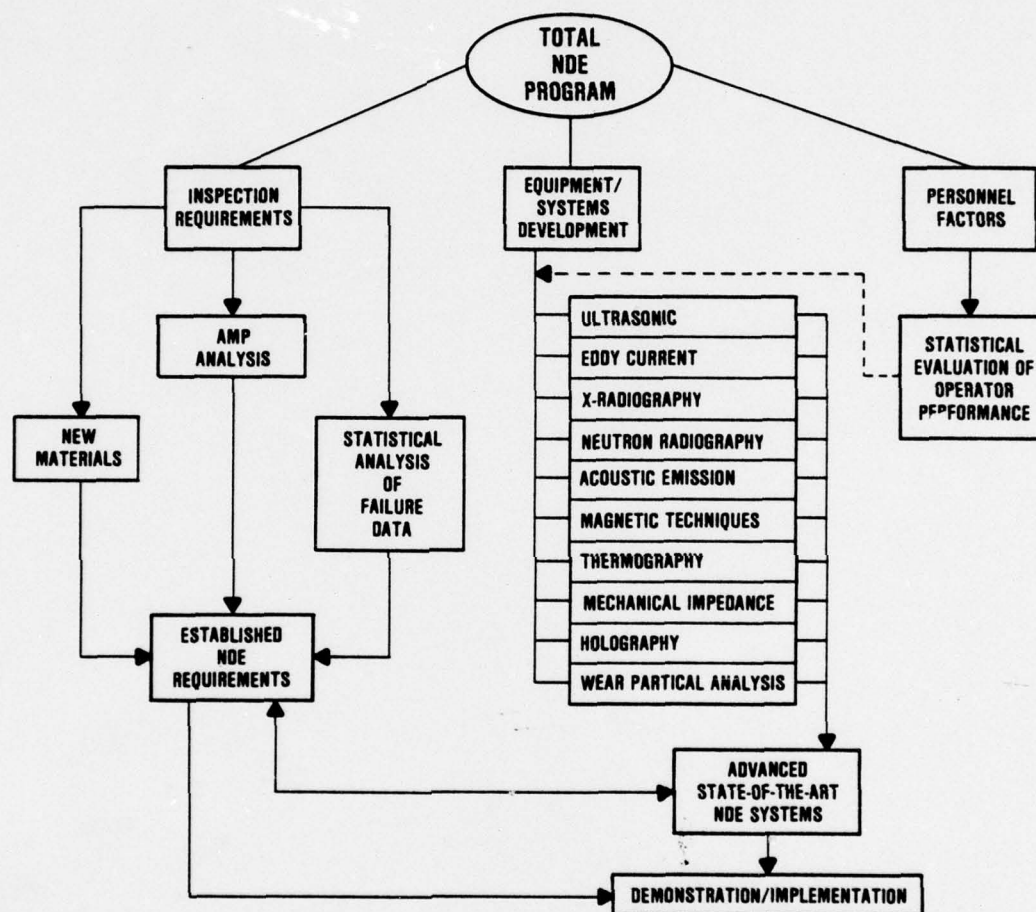 TOTAL
NDE
PROGRAM
INSPECTION
REQUIREMENTS
EQUIPMENT/
SYSTEMS
DEVELOPMENT
PERSONNEL
FACTORS
AMP
ANALYSIS
NEW
MATERIALS
STATISTICAL
ANALYSIS
OF
FAILURE
DATA
ULTRASONIC
EDDY CURRENT
X-RADIOGRAPHY
NEUTRON RADIOGRAPHY
ACOUSTIC EMISSION
MAGNETIC TECHNIQUES
THERMOGRAPHY
MECHANICAL IMPEDANCE
HOLOGRAPHY
WEAR PARTICAL ANALYSIS
STATISTICAL
EVALUATION OF
OPERATOR
PERFORMANCE
ESTABLISHED
NDE
REQUIREMENTS
ADVANCED
STATE-OF-THE-ART
NDE SYSTEMS
DEMONSTRATION/IMPLEMENTATION